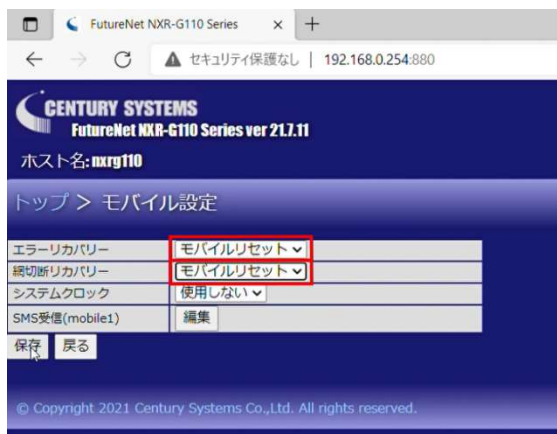 FutureNet NXR-G110 Series
セキュリティ保護なし | 192.168.0.254:880
CENTURY SYSTEMS
FutureNet NXR-G110 Series ver 21.7.11
ホスト名:nxrg110
トップ > モバイル設定
エラーリカバリー モバイルリセット
網切断リカバリー モバイルリセット
システムクロック 使用しない
SMS受信(mobile1) 編集
保存 戻る
© Copyright 2021 Century Systems Co.,Ltd. All rights reserved.